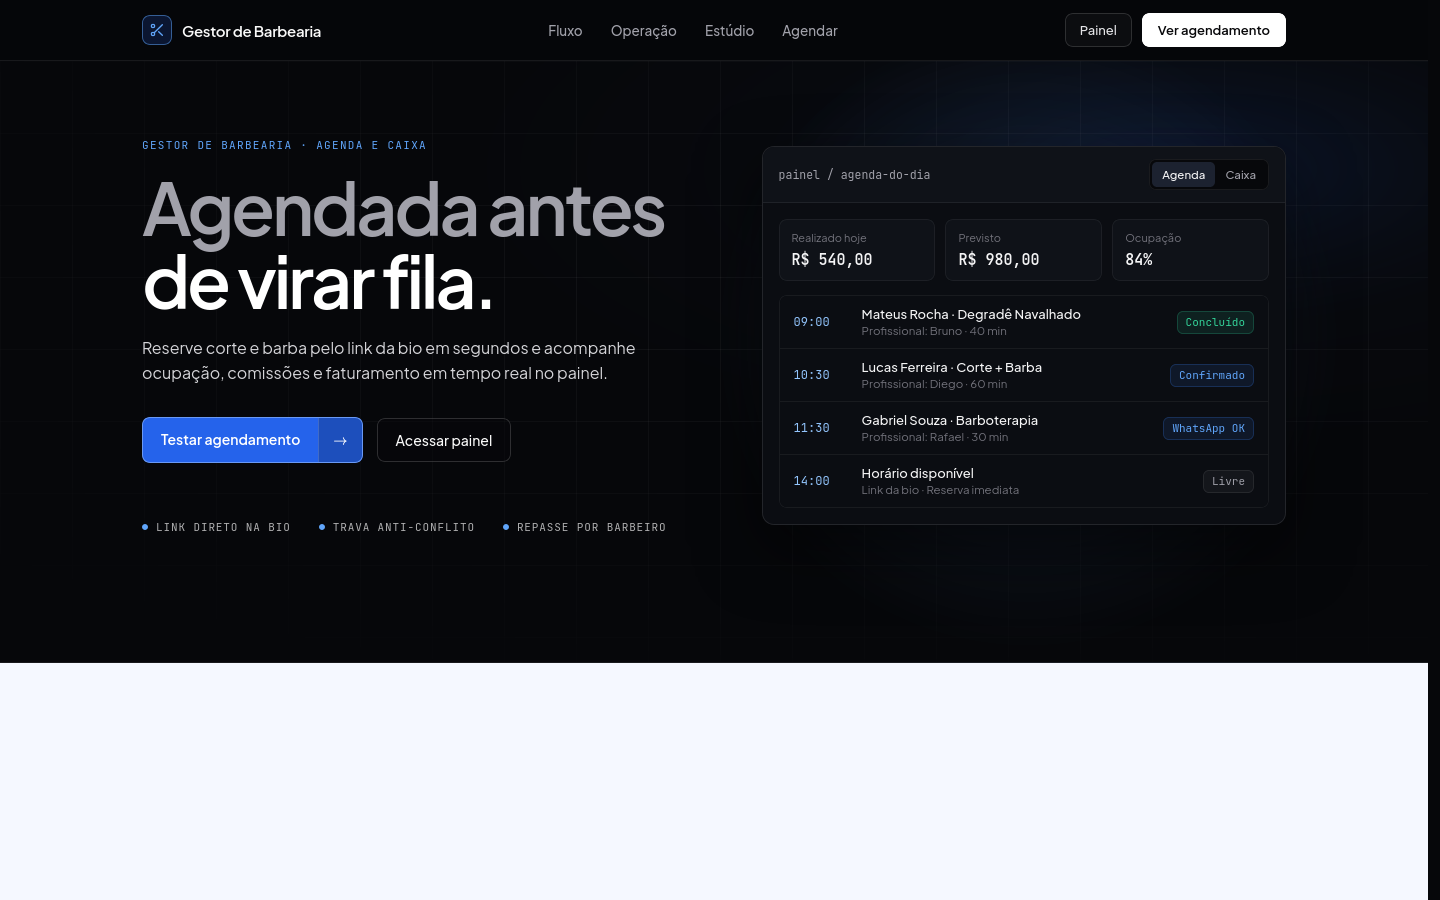 Gestor de Barbearia
Fluxo
Operação
Estúdio
Agendar
Painel
Ver agendamento
GESTOR DE BARBEARIA · AGENDA E CAIXA
Agendada antes
de virar fila.
Reserve corte e barba pelo link da bio em segundos e acompanhe
ocupação, comissões e faturamento em tempo real no painel.
Testar agendamento →
Acessar painel
LINK DIRETO NA BIO
TRAVA ANTI-CONFLITO
REPASSE POR BARBEIRO
painel / agenda-do-dia
Agenda
Caixa
Realizado hoje
R$ 540,00
Previsto
R$ 980,00
Ocupação
84%
09:00
Mateus Rocha · Degradê Navalhado
Profissional: Bruno · 40 min
Concluído
10:30
Lucas Ferreira · Corte + Barba
Profissional: Diego · 60 min
Confirmado
11:30
Gabriel Souza · Barboterapia
Profissional: Rafael · 30 min
WhatsApp OK
14:00
Horário disponível
Link da bio · Reserva imediata
Livre